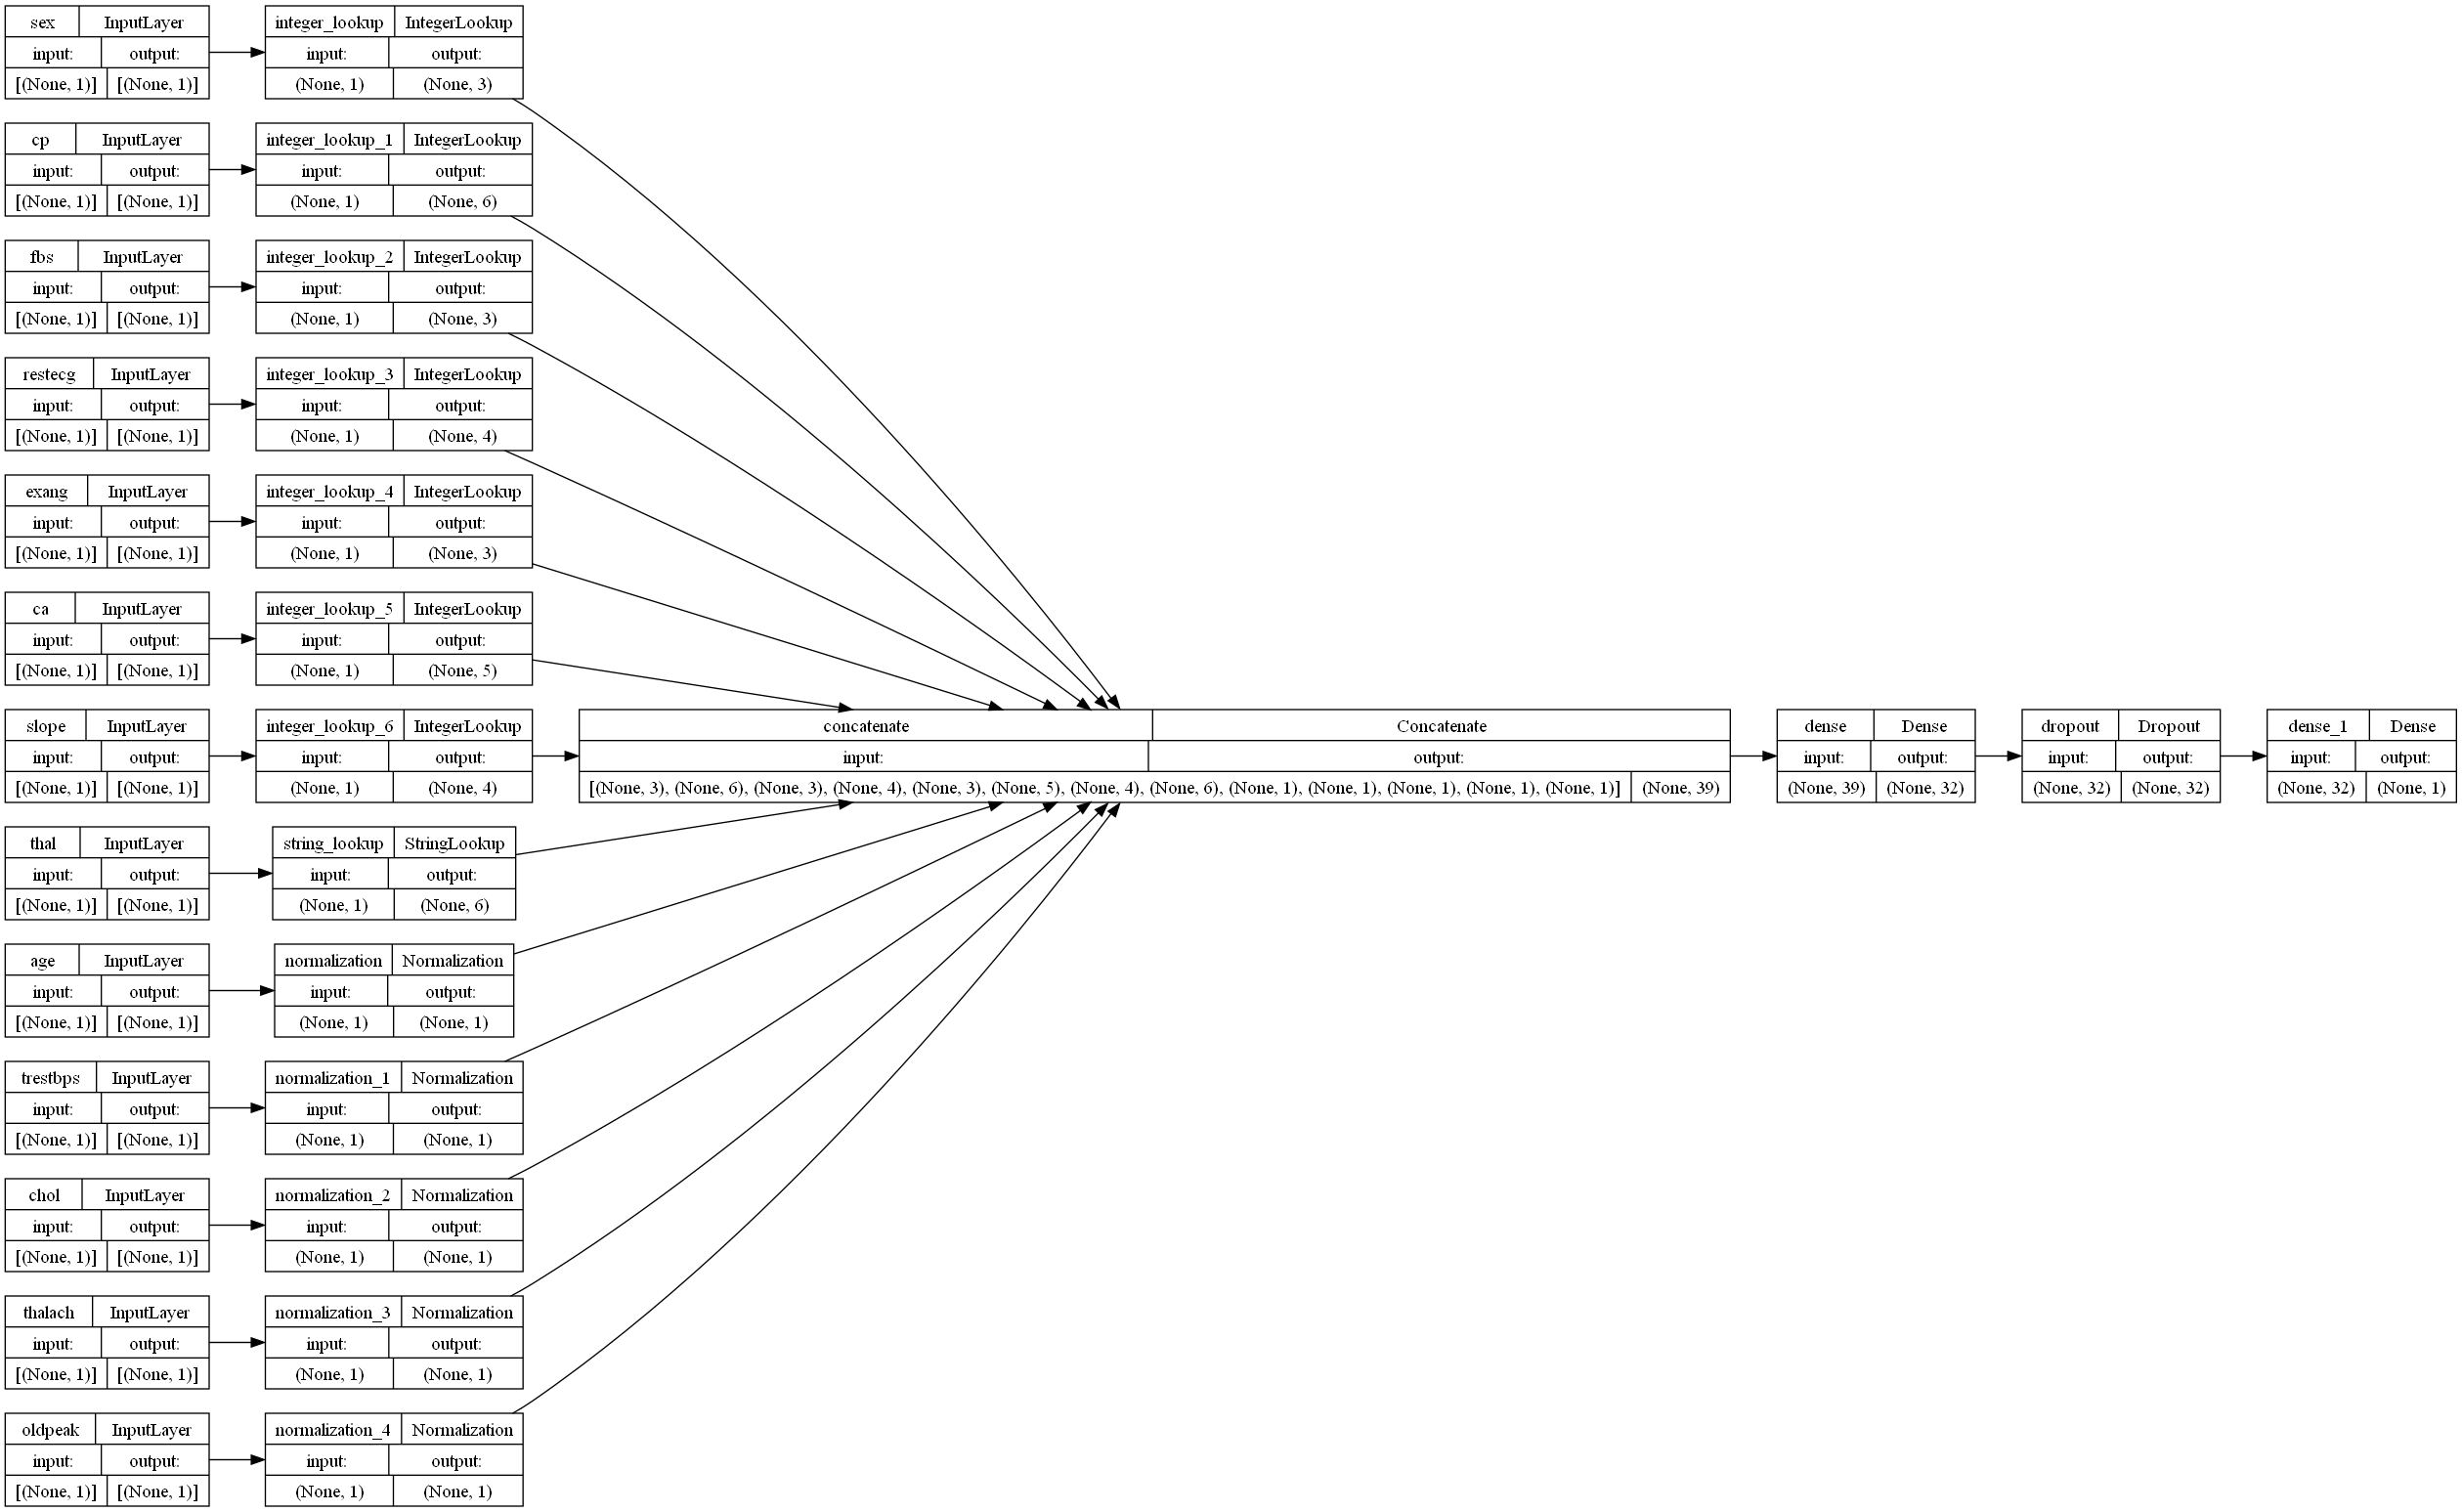 sex InputLayer
input: output:
[(None, 1)] [(None, 1)]
integer_lookup IntegerLookup
input: output:
(None, 1) (None, 3)
cp InputLayer
input: output:
[(None, 1)] [(None, 1)]
integer_lookup_1 IntegerLookup
input: output:
(None, 1) (None, 6)
fbs InputLayer
input: output:
[(None, 1)] [(None, 1)]
integer_lookup_2 IntegerLookup
input: output:
(None, 1) (None, 3)
restecg InputLayer
input: output:
[(None, 1)] [(None, 1)]
integer_lookup_3 IntegerLookup
input: output:
(None, 1) (None, 4)
exang InputLayer
input: output:
[(None, 1)] [(None, 1)]
integer_lookup_4 IntegerLookup
input: output:
(None, 1) (None, 3)
ca InputLayer
input: output:
[(None, 1)] [(None, 1)]
integer_lookup_5 IntegerLookup
input: output:
(None, 1) (None, 5)
slope InputLayer
input: output:
[(None, 1)] [(None, 1)]
integer_lookup_6 IntegerLookup
input: output:
(None, 1) (None, 4)
concatenate Concatenate
input: output:
[(None, 3), (None, 6), (None, 3), (None, 4), (None, 3), (None, 5), (None, 4), (None, 6), (None, 1), (None, 1), (None, 1), (None, 1), (None, 1)] (None, 39)
dense Dense
input: output:
(None, 39) (None, 32)
dropout Dropout
input: output:
(None, 32) (None, 32)
dense_1 Dense
input: output:
(None, 32) (None, 1)
thal InputLayer
input: output:
[(None, 1)] [(None, 1)]
string_lookup StringLookup
input: output:
(None, 1) (None, 6)
age InputLayer
input: output:
[(None, 1)] [(None, 1)]
normalization Normalization
input: output:
(None, 1) (None, 1)
trestbps InputLayer
input: output:
[(None, 1)] [(None, 1)]
normalization_1 Normalization
input: output:
(None, 1) (None, 1)
chol InputLayer
input: output:
[(None, 1)] [(None, 1)]
normalization_2 Normalization
input: output:
(None, 1) (None, 1)
thalach InputLayer
input: output:
[(None, 1)] [(None, 1)]
normalization_3 Normalization
input: output:
(None, 1) (None, 1)
oldpeak InputLayer
input: output:
[(None, 1)] [(None, 1)]
normalization_4 Normalization
input: output:
(None, 1) (None, 1)